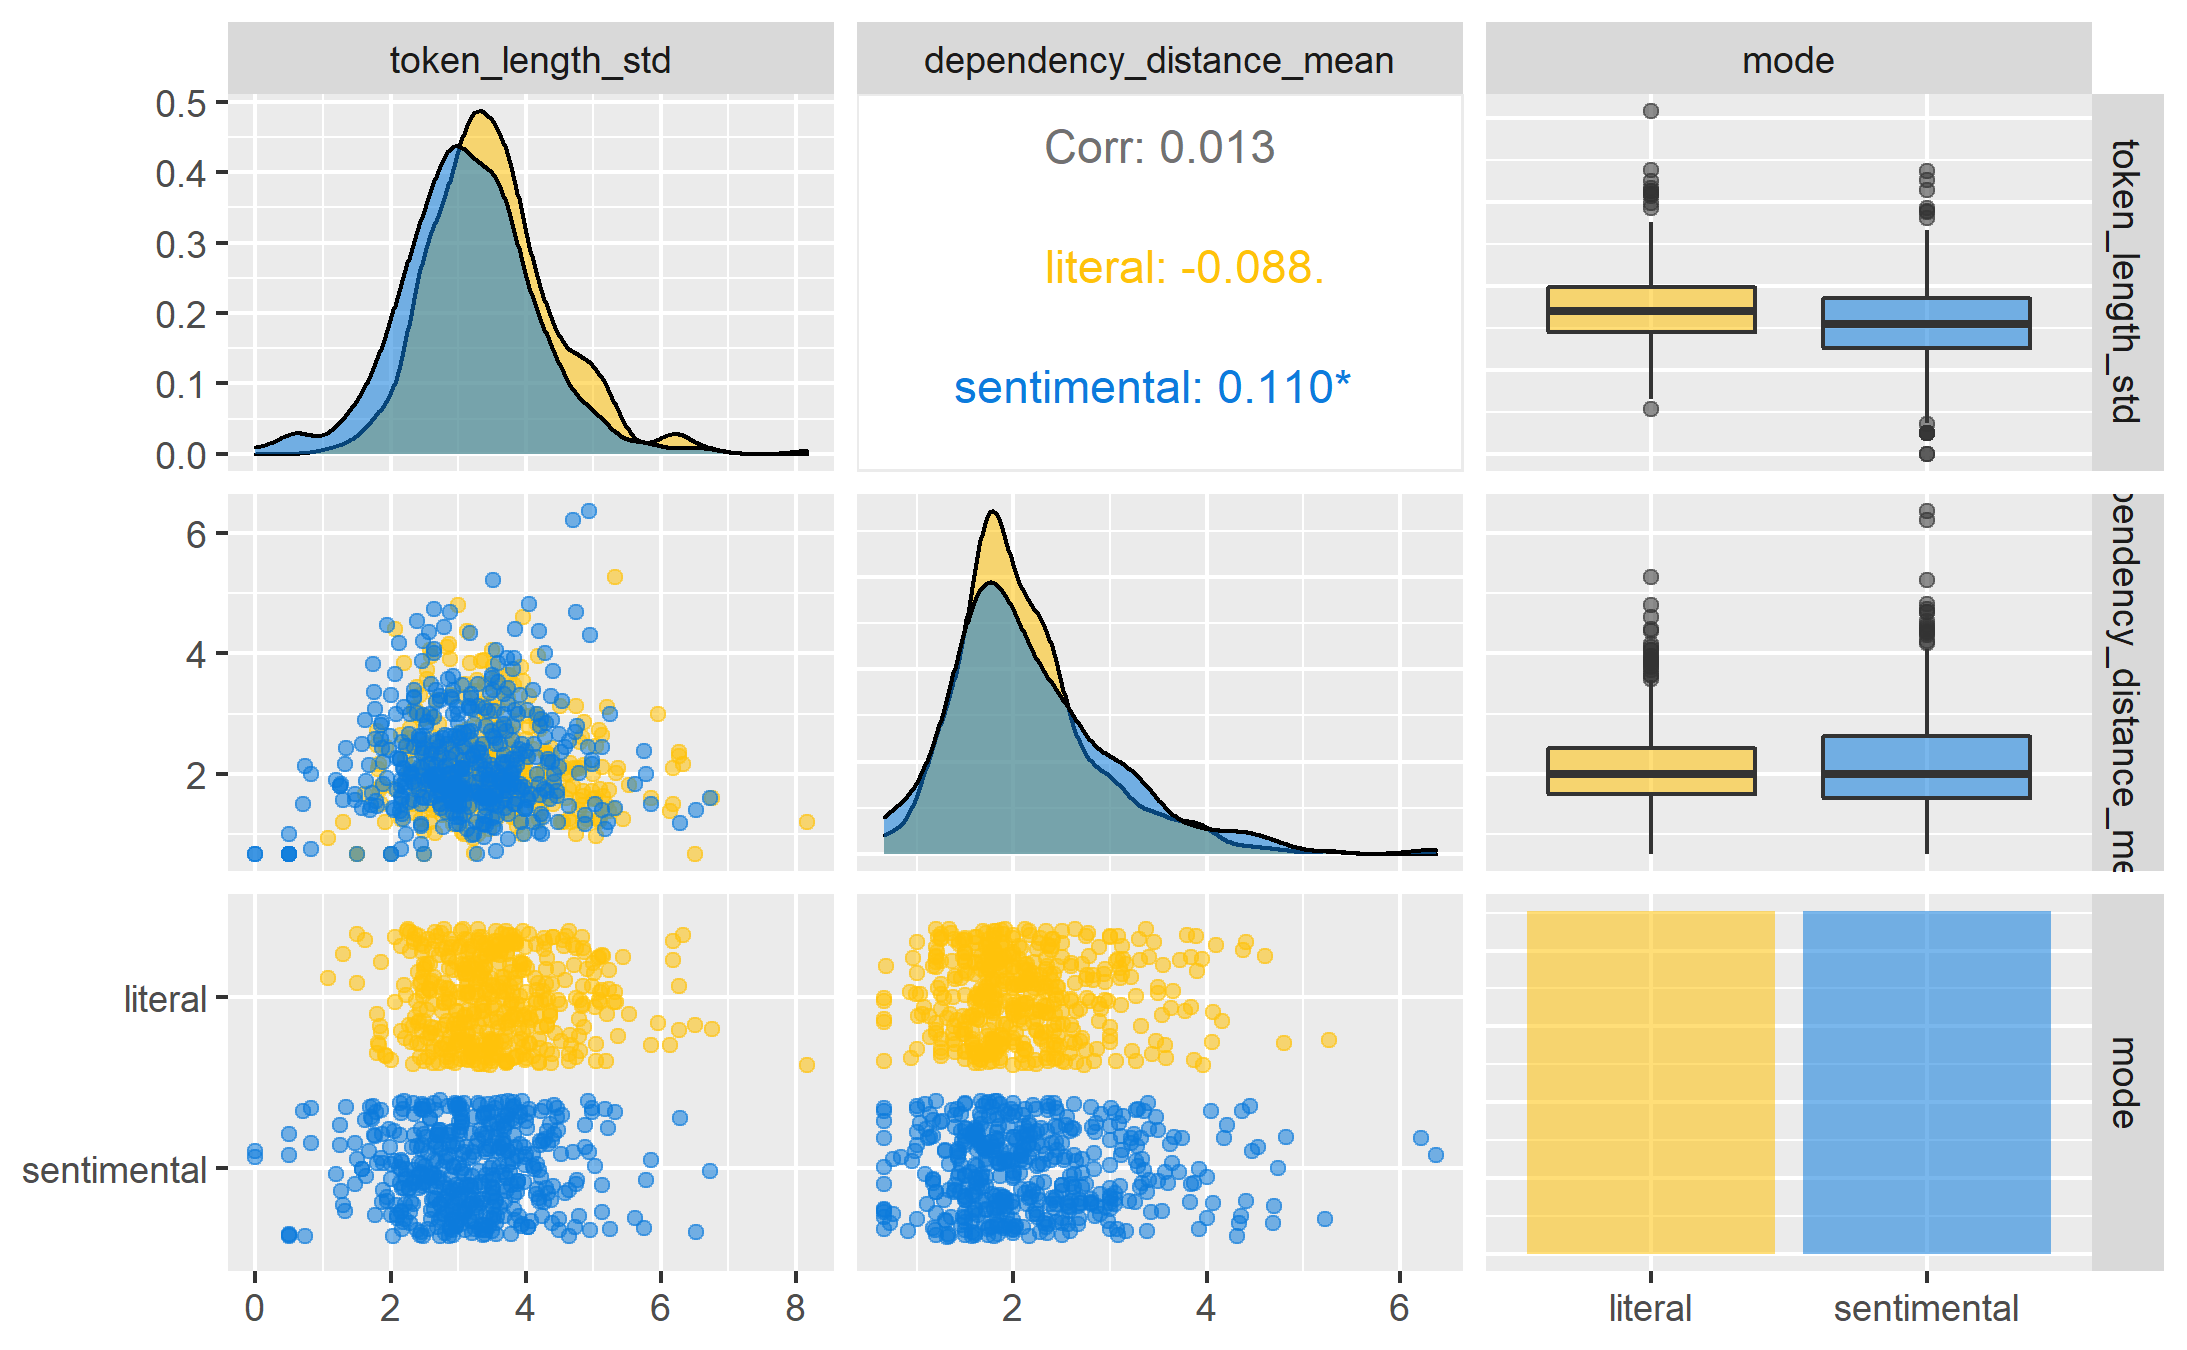 token_length_std
dependency_distance_mean
mode
0.5
0.4
0.3
0.2
0.1
0.0
Corr: 0.013
literal: -0.088.
sentimental: 0.110*
token_length_std
6
4
2
pendency_distance_me
literal
sentimental
mode
0
2
4
6
8
2
4
6
literal
sentimental